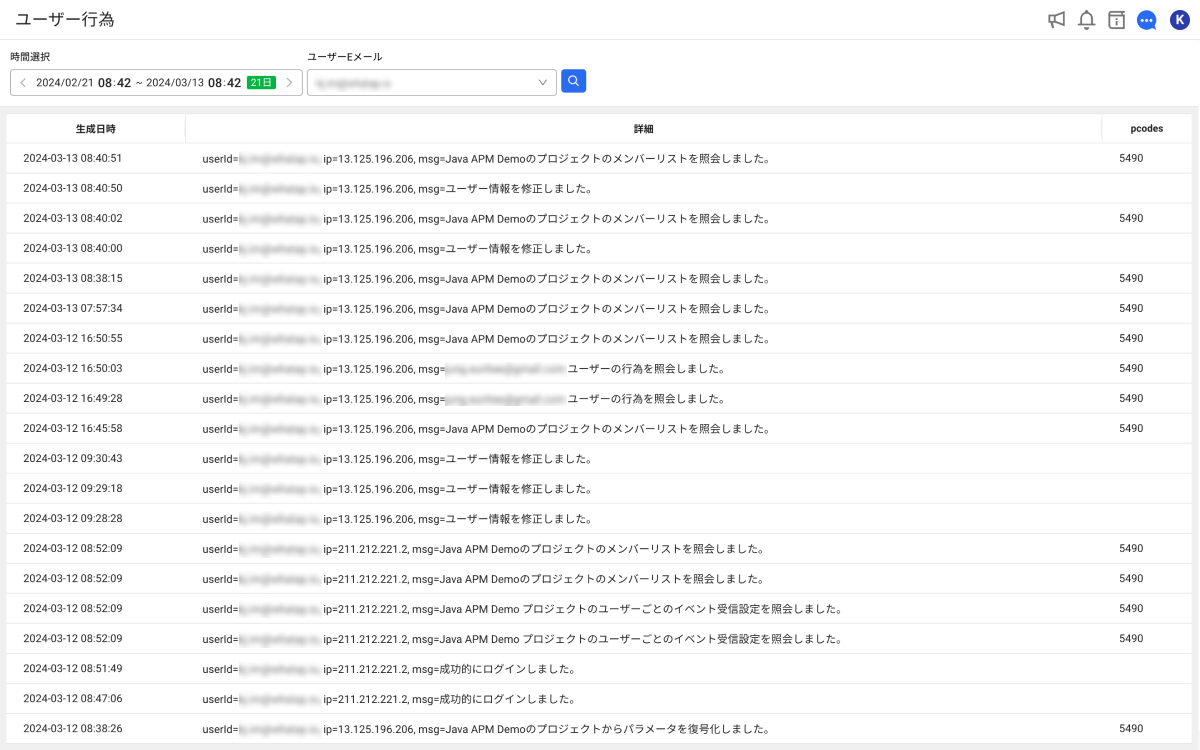 ユーザー行為
K
時間選択
ユーザーEメール
2024/02/21 08:42 ~ 2024/03/13 08:42 21日
生成日時 詳細 pcodes
2024-03-13 08:40:51 userId= ip=13.125.196.206, msg=Java APM Demoのプロジェクトのメンバーリストを照会しました。 5490
2024-03-13 08:40:50 userId= ip=13.125.196.206, msg=ユーザー情報を修正しました。
2024-03-13 08:40:02 userId= ip=13.125.196.206, msg=Java APM Demoのプロジェクトのメンバーリストを照会しました。 5490
2024-03-13 08:40:00 userId= ip=13.125.196.206, msg=ユーザー情報を修正しました。
2024-03-13 08:38:15 userId= ip=13.125.196.206, msg=Java APM Demoのプロジェクトのメンバーリストを照会しました。 5490
2024-03-13 07:57:34 userId= ip=13.125.196.206, msg=Java APM Demoのプロジェクトのメンバーリストを照会しました。 5490
2024-03-12 16:50:55 userId= ip=13.125.196.206, msg=Java APM Demoのプロジェクトのメンバーリストを照会しました。 5490
2024-03-12 16:50:03 userId= ip=13.125.196.206, msg= ユーザーの行為を照会しました。 5490
2024-03-12 16:49:28 userId= ip=13.125.196.206, msg= ユーザーの行為を照会しました。 5490
2024-03-12 16:45:58 userId= ip=13.125.196.206, msg=Java APM Demoのプロジェクトのメンバーリストを照会しました。 5490
2024-03-12 09:30:43 userId= ip=13.125.196.206, msg=ユーザー情報を修正しました。
2024-03-12 09:29:18 userId= ip=13.125.196.206, msg=ユーザー情報を修正しました。
2024-03-12 09:28:28 userId= ip=13.125.196.206, msg=ユーザー情報を修正しました。
2024-03-12 08:52:09 userId= ip=211.212.221.2, msg=Java APM Demoのプロジェクトのメンバーリストを照会しました。 5490
2024-03-12 08:52:09 userId= ip=211.212.221.2, msg=Java APM Demoのプロジェクトのメンバーリストを照会しました。 5490
2024-03-12 08:52:09 userId= ip=211.212.221.2, msg=Java APM Demo プロジェクトのユーザーごとのイベント受信設定を照会しました。 5490
2024-03-12 08:52:09 userId= ip=211.212.221.2, msg=Java APM Demo プロジェクトのユーザーごとのイベント受信設定を照会しました。 5490
2024-03-12 08:51:49 userId= ip=211.212.221.2, msg=成功的にログインしました。
2024-03-12 08:47:06 userId= ip=211.212.221.2, msg=成功的にログインしました。
2024-03-12 08:38:26 userId= ip=13.125.196.206, msg=Java APM Demoのプロジェクトからパラメータを復号化しました。 5490